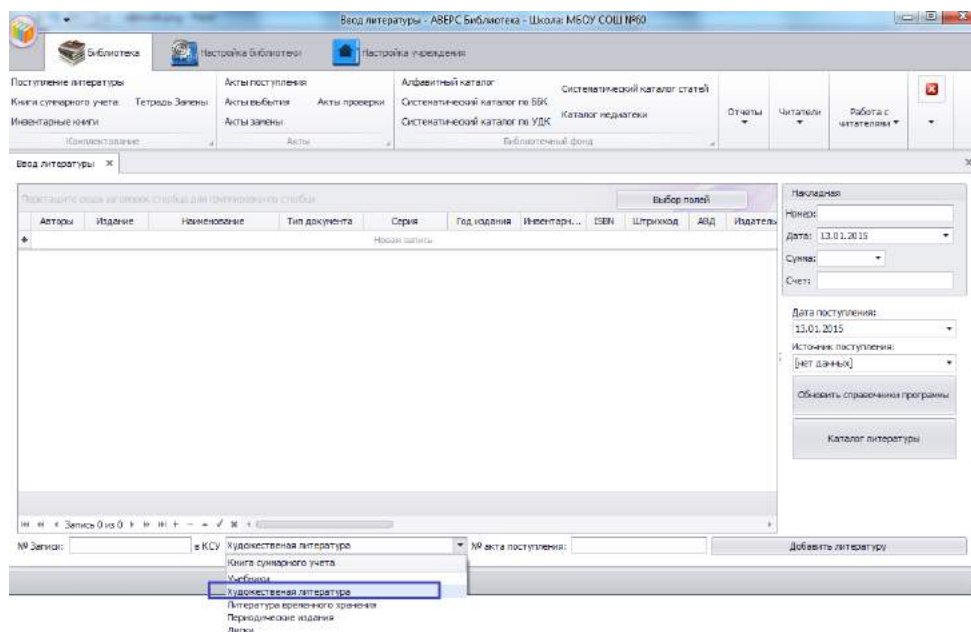 Ввод литературы - АВЕРС Библиотека - Школа: МБОУ СОШ №60
Библиотека Настройка библиотеки Настройка учреждения
Поступление литературы Акты поступления Алфавитный каталог Систематический каталог статей
Книги суммарного учета Тетрадь Замены Акты выбытия Акты проверки Систематический каталог по ББК Каталог медиатеки
Инвентарные книги Акты замены Систематический каталог по УДК
Отчеты Читатели Работа с читателями
Комплектование Акты Библиотечный фонд
Ввод литературы
Перетащите сюда заголовок столбца для группировки по столбцу Выбор полей
Авторы Издание Наименование Тип документа Серия Год издания Инвентарн... ISBN Штрихкод АВД Издатель
Новая запись
Накладная
Номер:
Дата: 13.01.2015
Сумма:
Счет:
Дата поступления:
13.01.2015
Источник поступления:
[нет данных]
Обновить справочники программы
Каталог литературы
Запись 0 из 0
№ Записи: в КСУ Художественая литература № акта поступления: Добавить литературу
Книга суммарного учета
Учебники
Художественая литература
Литература временного хранения
Периодические издания
Диски